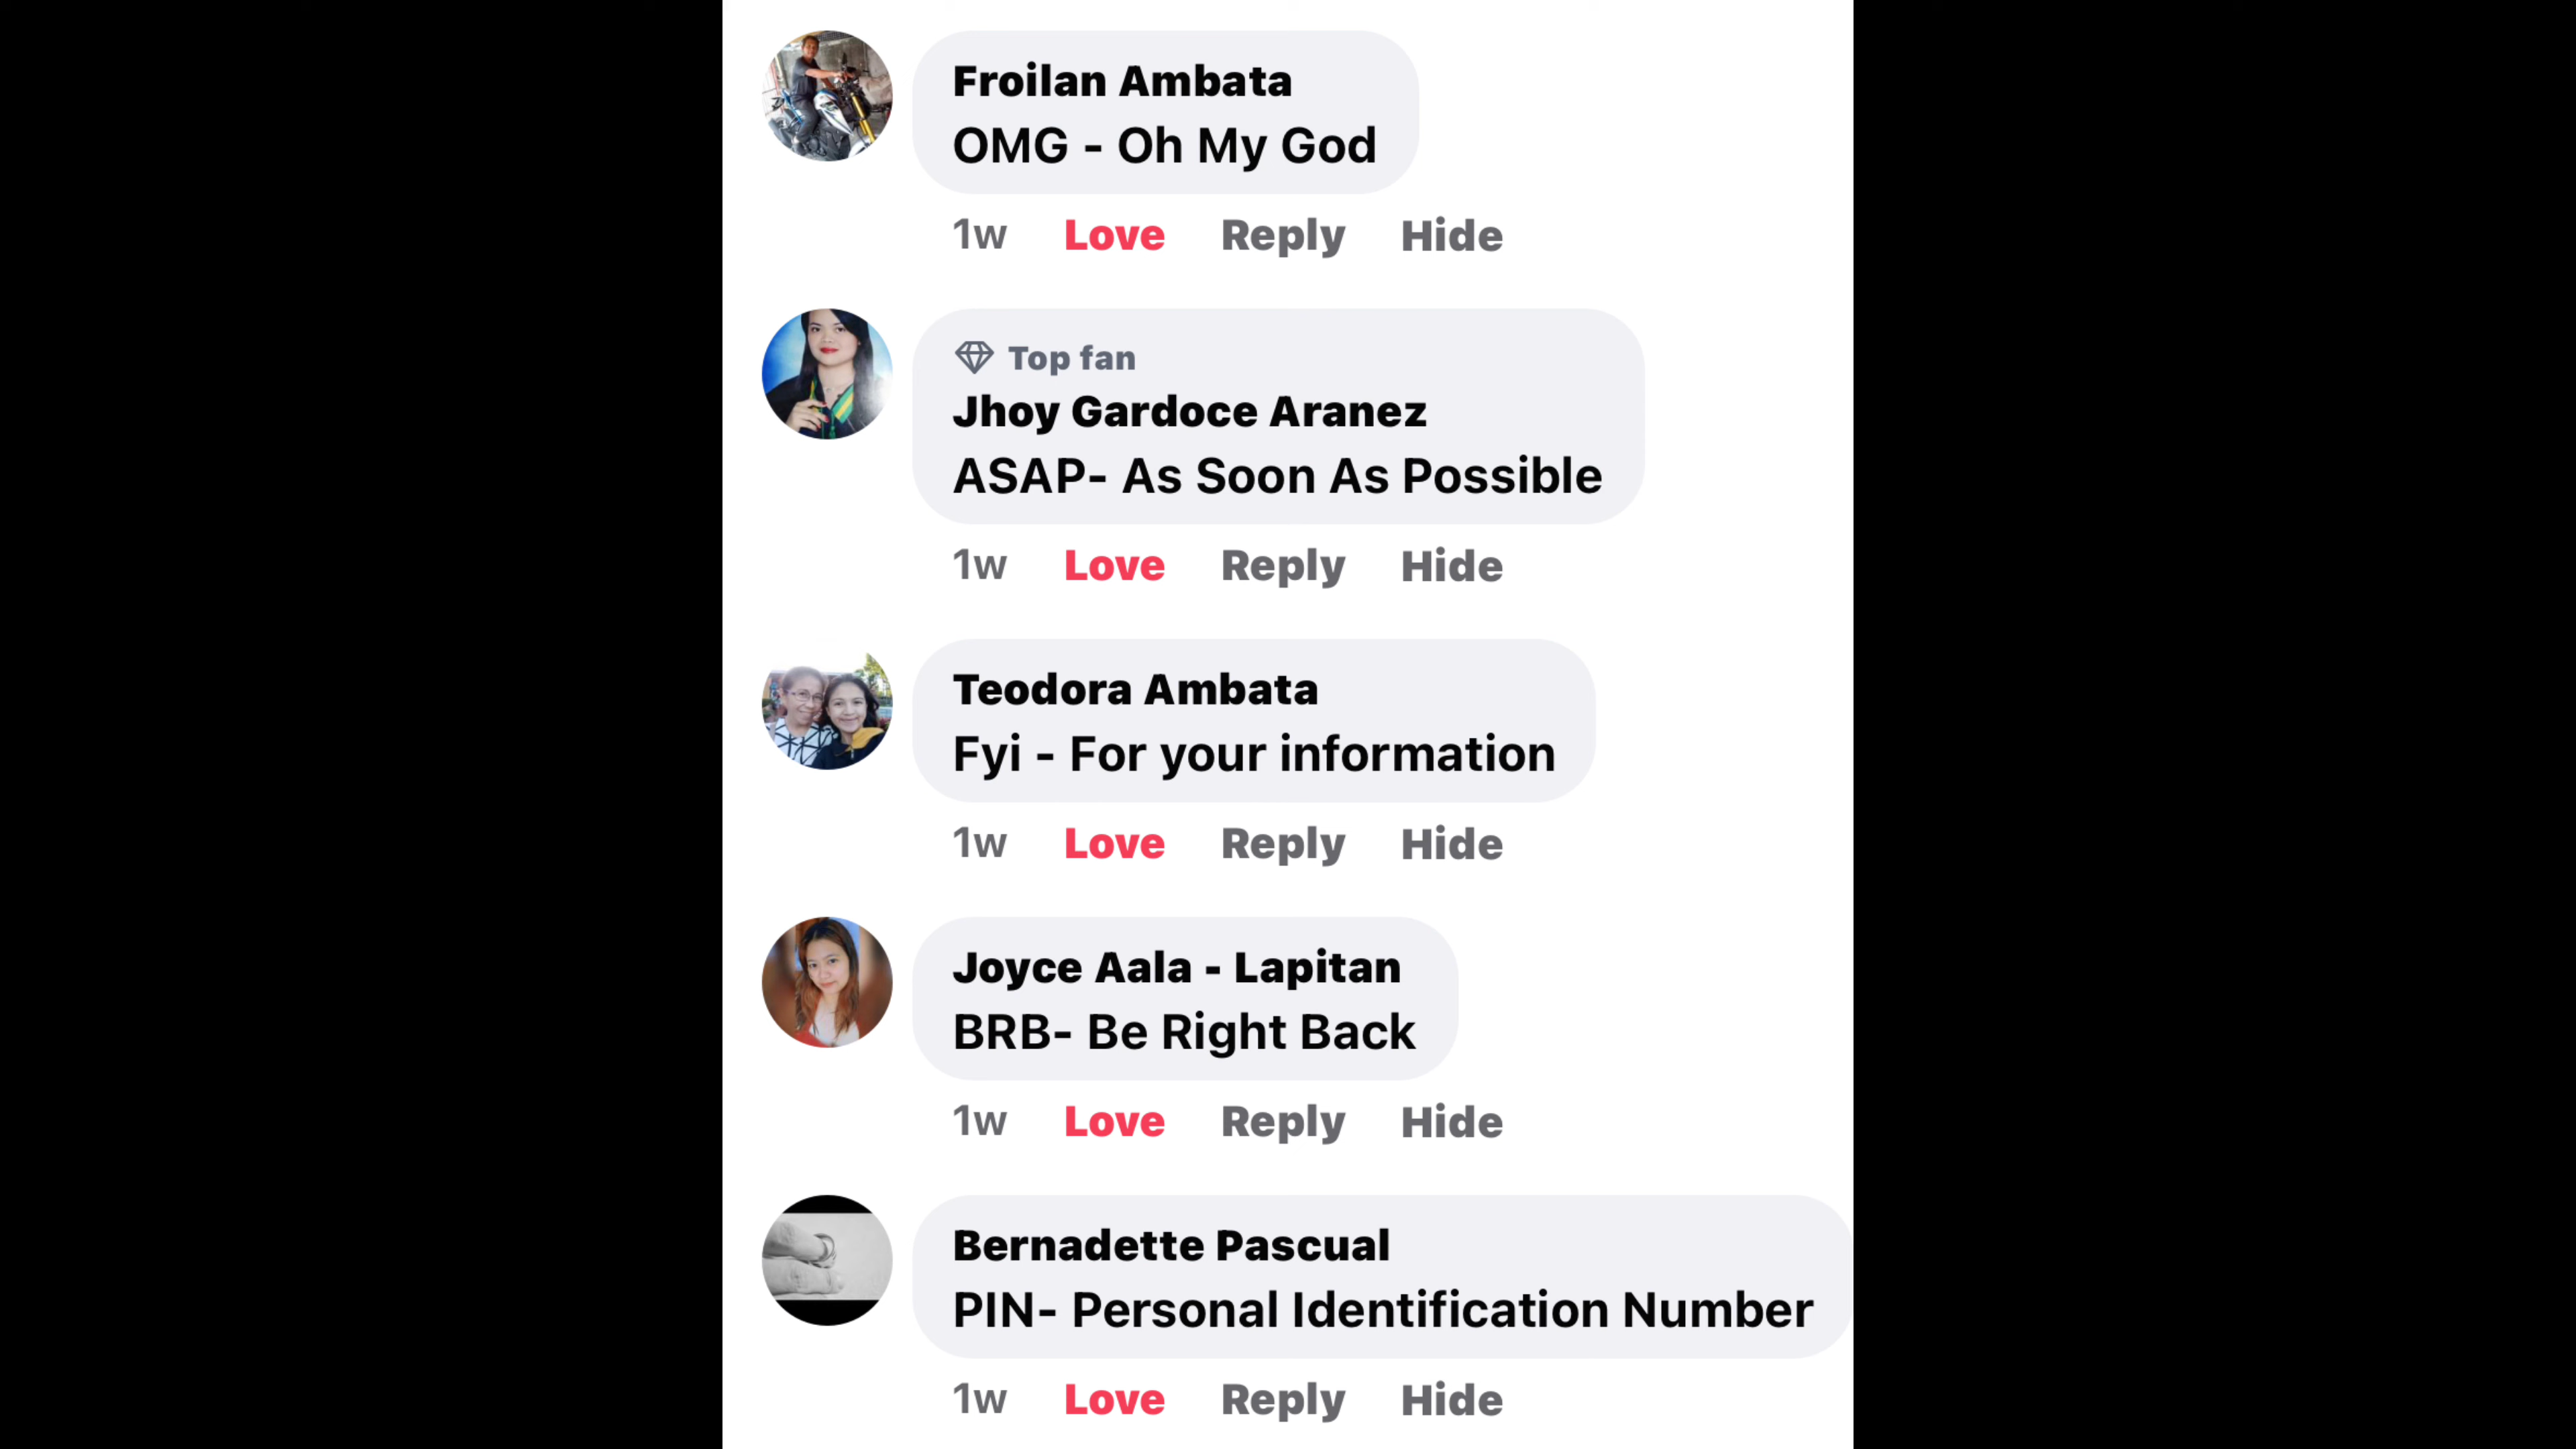 Froilan Ambata
OMG - Oh My God
1w Love Reply Hide
Top fan
Jhoy Gardoce Aranez
ASAP- As Soon As Possible
1w Love Reply Hide
Teodora Ambata
Fyi - For your information
1w Love Reply Hide
Joyce Aala - Lapitan
BRB- Be Right Back
1w Love Reply Hide
Bernadette Pascual
PIN- Personal Identification Number
1w Love Reply Hide